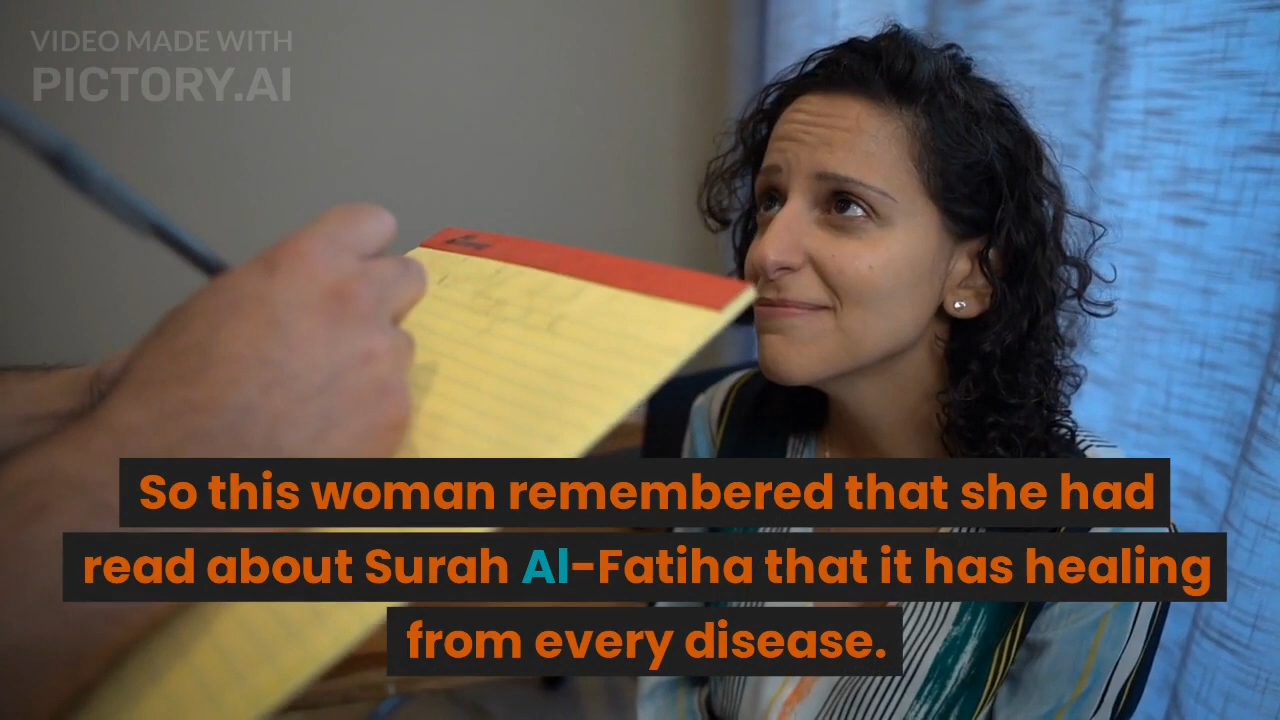 VIDEO MADE WITH
PICTORY.AI
So this woman remembered that she had
read about Surah Al-Fatiha that it has healing
from every disease.